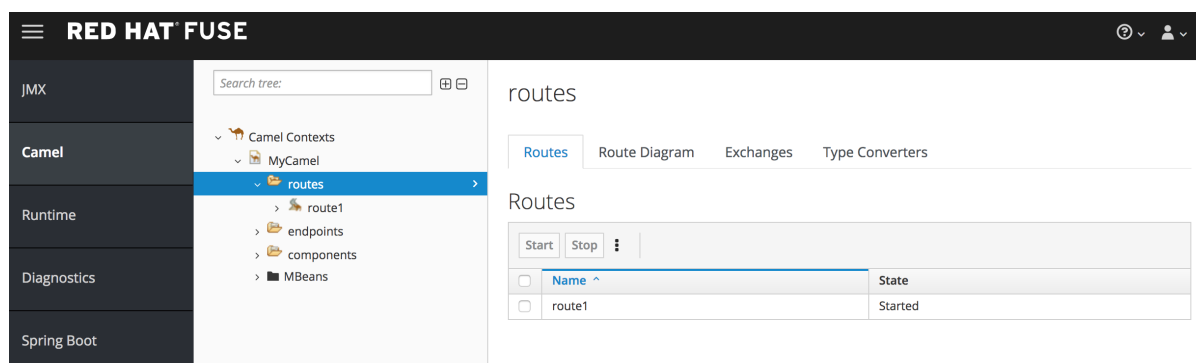 RED HAT® FUSE
JMX
Camel
Runtime
Diagnostics
Spring Boot
Search tree:
Camel Contexts
MyCamel
routes
route1
endpoints
components
MBeans
routes
Routes Route Diagram Exchanges Type Converters
Routes
Start Stop
Name State
route1 Started